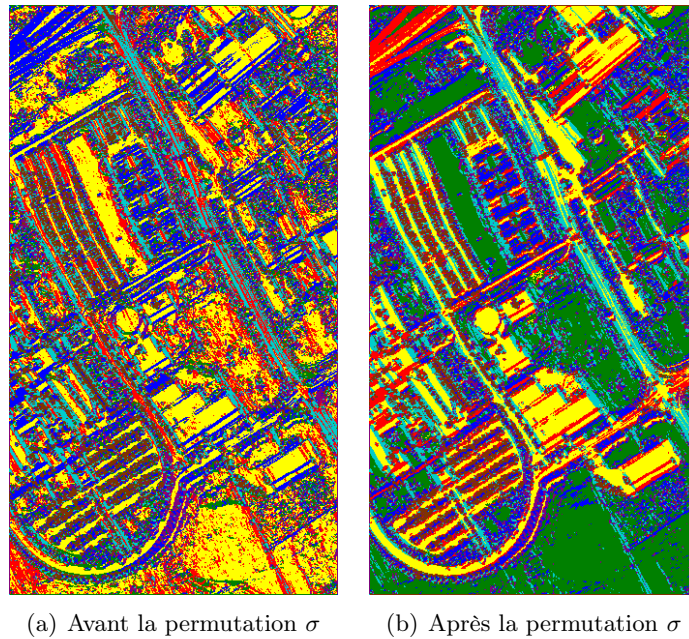 (a) Avant la permutation σ
(b) Après la permutation σ